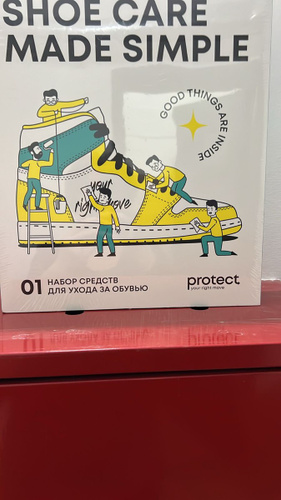 SHOE CARE
MADE SIMPLE
GOOD THINGS ARE INSIDE
your
right move
01 НАБОР СРЕДСТВ
ДЛЯ УХОДА ЗА ОБУВЬЮ
protect.
your right move